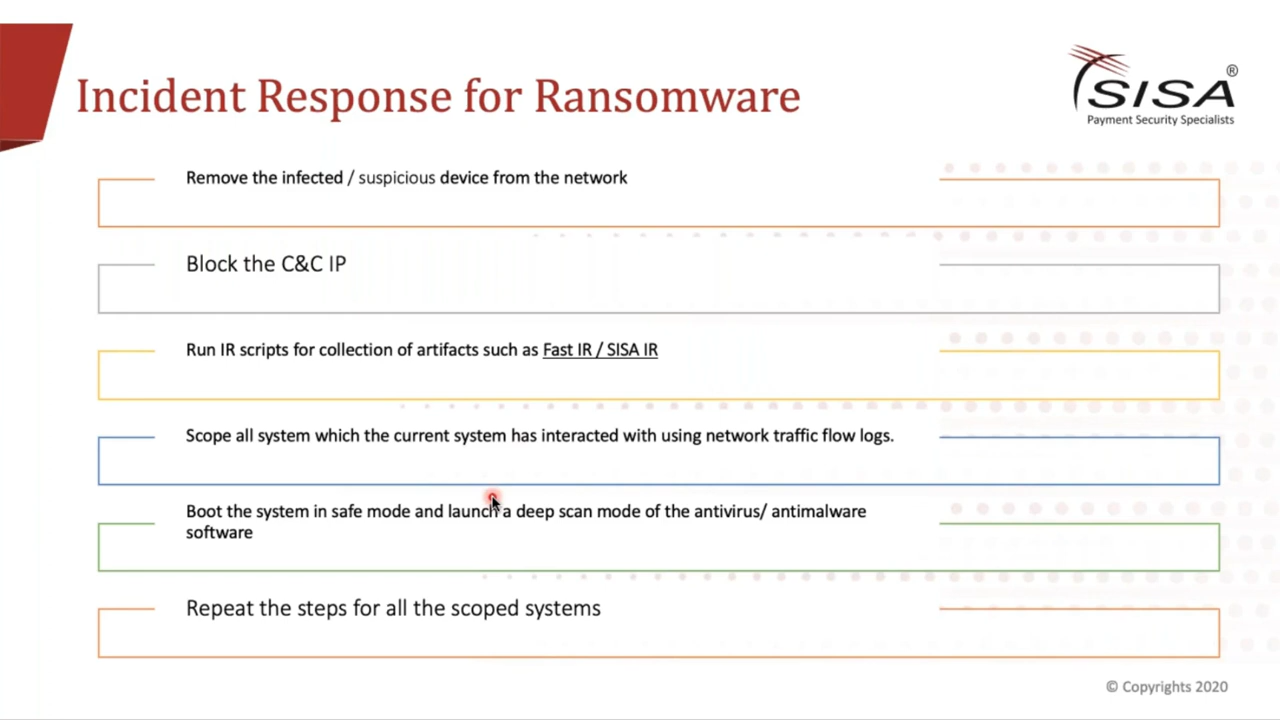 Incident Response for Ransomware
SISA®
Payment Security Specialists
Remove the infected / suspicious device from the network
Block the C&C IP
Run IR scripts for collection of artifacts such as Fast IR / SISA IR
Scope all system which the current system has interacted with using network traffic flow logs.
Boot the system in safe mode and launch a deep scan mode of the antivirus/ antimalware
software
Repeat the steps for all the scoped systems
© Copyrights 2020